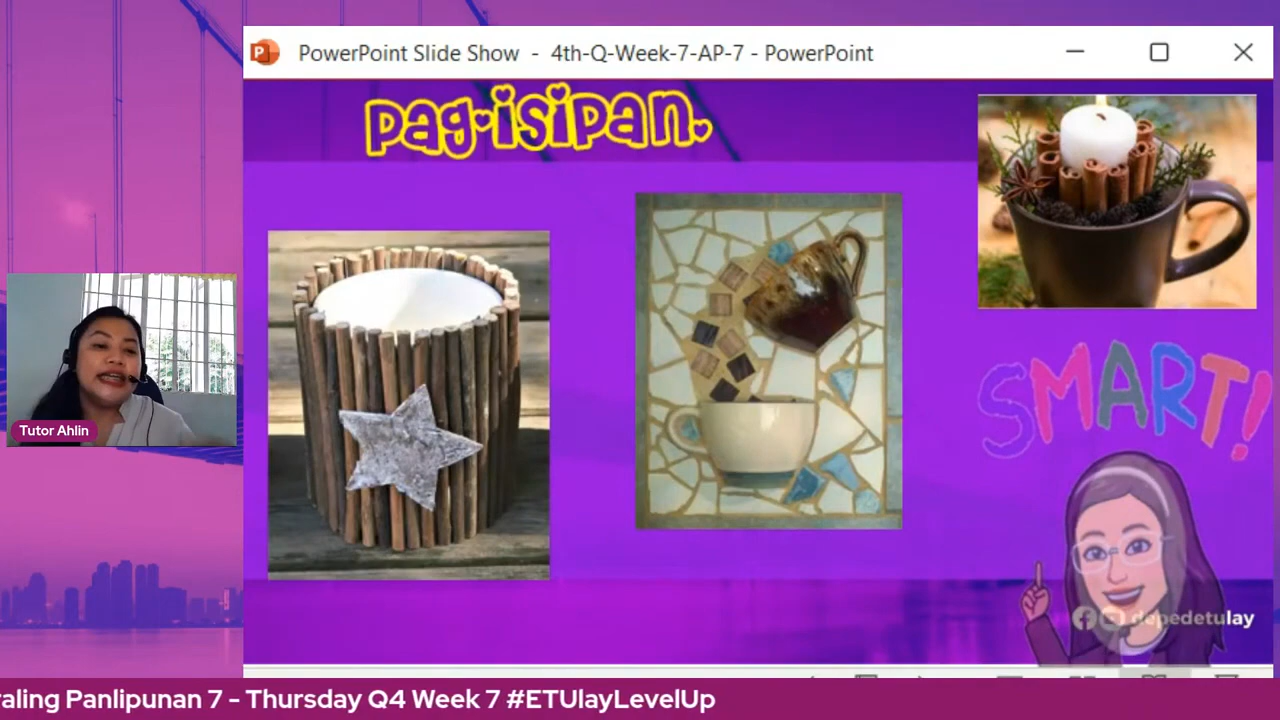 PowerPoint Slide Show - 4th-Q-Week-7-AP-7 - PowerPoint
pag-isipan.
SMART!
Tutor Ahlin
depedetulay
raling Panlipunan 7 - Thursday Q4 Week 7 #ETUlayLevelUp